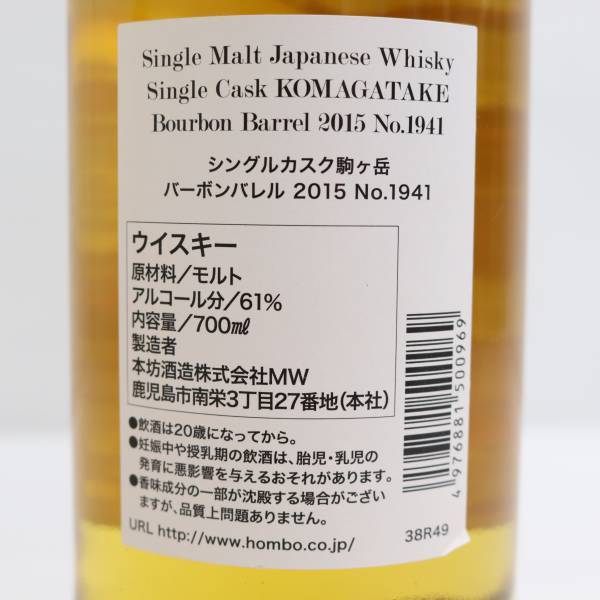 Single Malt Japanese Whisky
Single Cask KOMAGATAKE
Bourbon Barrel 2015 No.1941
シングルカスク駒ヶ岳
バーボンバレル 2015 No.1941
ウイスキー
原材料/モルト
アルコール分/61%
内容量/700mℓ
製造者
本坊酒造株式会社MW
鹿児島市南栄3丁目27番地(本社)
●飲酒は20歳になってから。
●妊娠中や授乳期の飲酒は、胎児・乳児の
発育に悪影響を与えるおそれがあります。
●香味成分の一部が沈殿する場合がござい
ますが、品質上問題ありません。
URL http://www.hombo.co.jp/
4 976881 500969
38R49